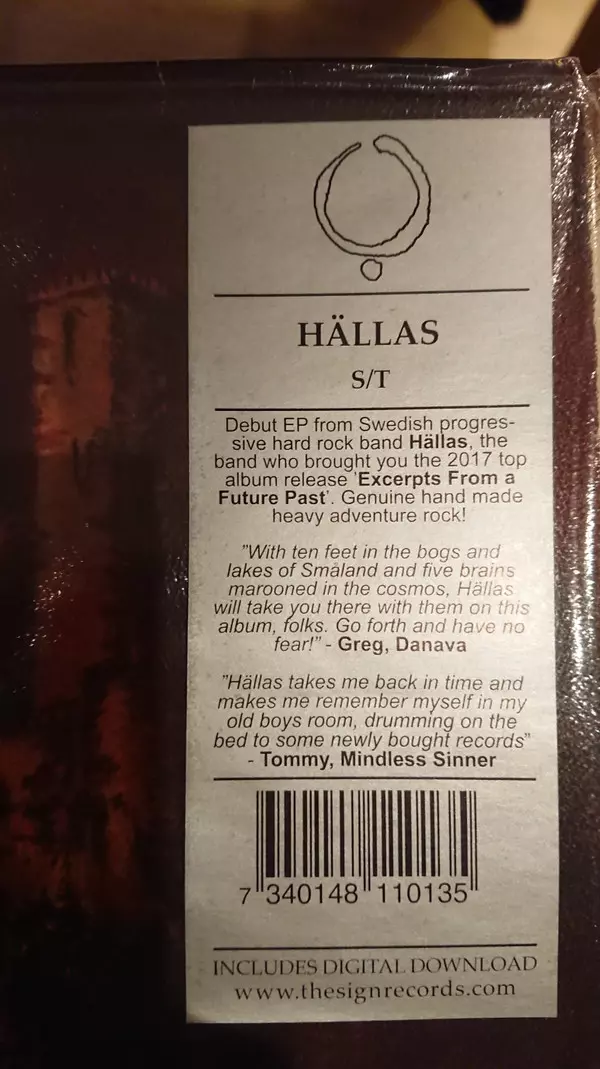 HÄLLAS
S/T
Debut EP from Swedish progres-
sive hard rock band Hällas, the
band who brought you the 2017 top
album release 'Excerpts From a
Future Past'. Genuine hand made
heavy adventure rock!
"With ten feet in the bogs and
lakes of Småland and five brains
marooned in the cosmos, Hällas
will take you there with them on this
album, folks. Go forth and have no
fear!" - Greg, Danava
"Hällas takes me back in time and
makes me remember myself in my
old boys room, drumming on the
bed to some newly bought records"
- Tommy, Mindless Sinner
7 340148 110135
INCLUDES DIGITAL DOWNLOAD
www.thesignrecords.com